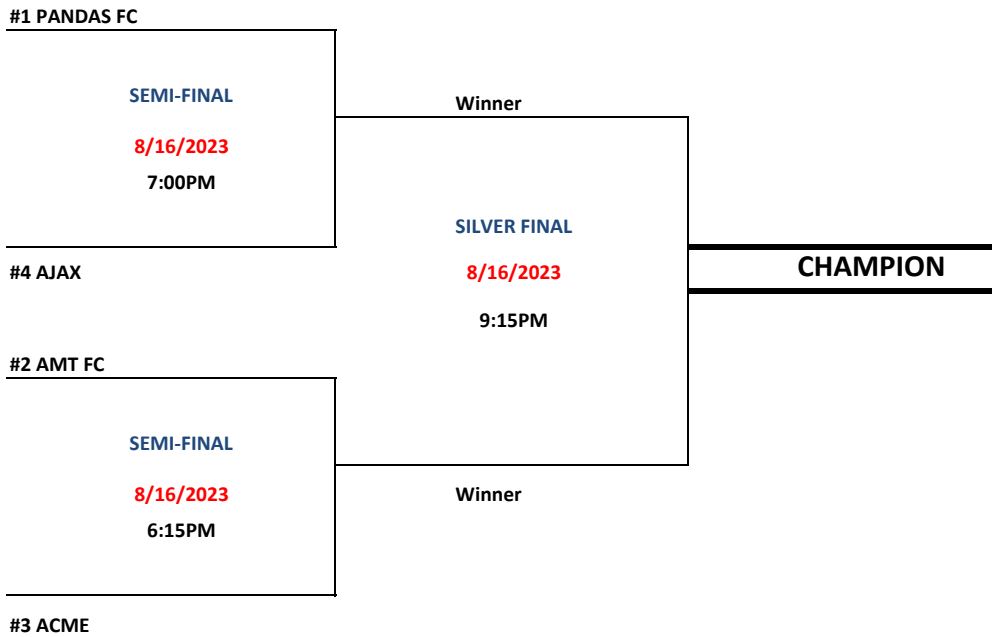 #1 PANDAS FC
SEMI-FINAL
8/16/2023
7:00PM
#4 AJAX
Winner
SILVER FINAL
8/16/2023
9:15PM
CHAMPION
#2 AMT FC
SEMI-FINAL
8/16/2023
6:15PM
#3 ACME
Winner